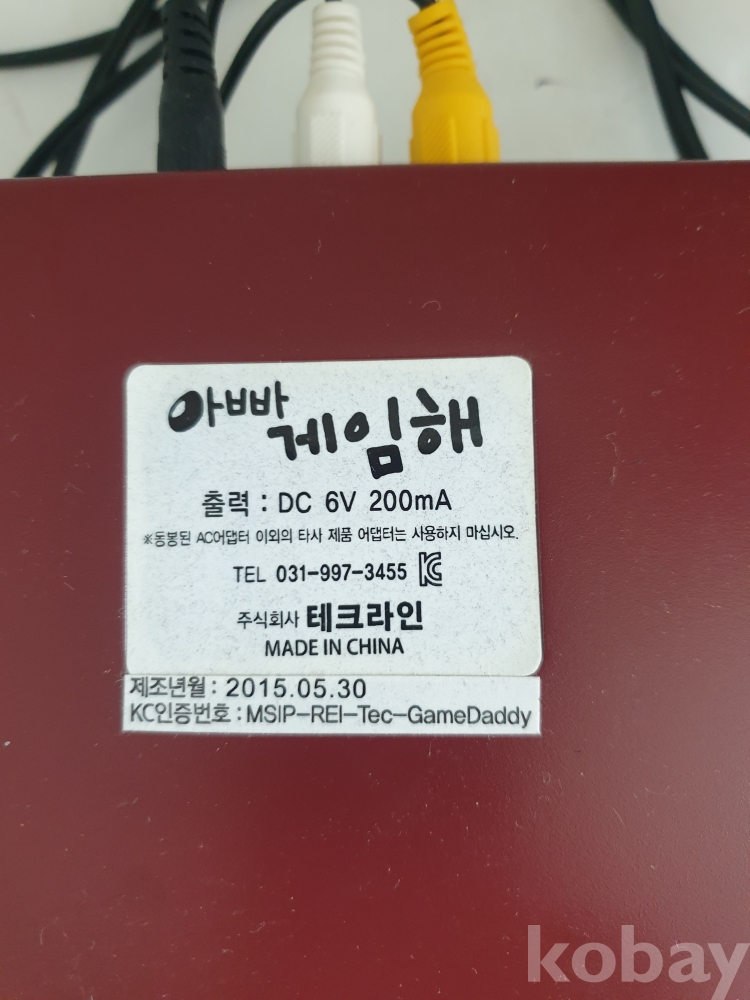 아빠
게임해
출력 : DC 6V 200mA
※동봉된 AC어댑터 이외의 타사 제품 어댑터는 사용하지 마십시오.
TEL 031-997-3455
주식회사 테크라인
MADE IN CHINA
제조년월 : 2015.05.30
KC인증번호 : MSIP-REI-Tec-GameDaddy
kobay